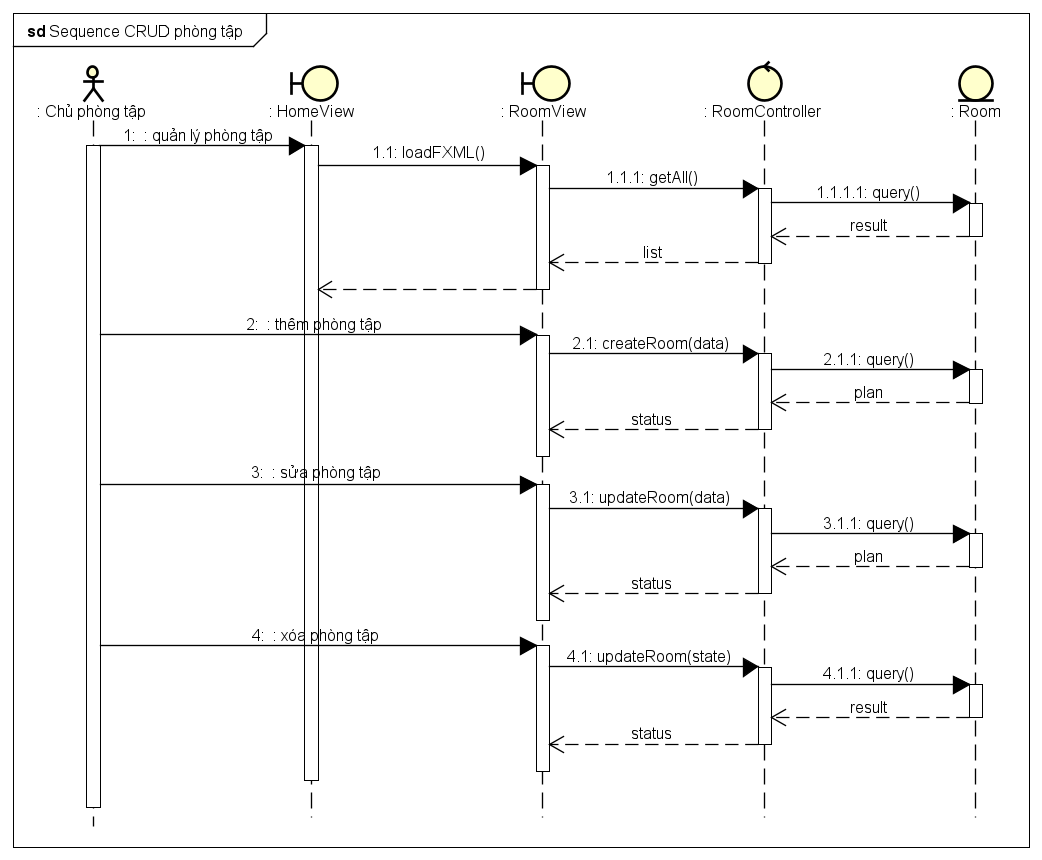 sd Sequence CRUD phòng tập
: Chủ phòng tập
: HomeView
: RoomView
: RoomController
: Room
1:  : quản lý phòng tập
1.1: loadFXML()
1.1.1: getAll()
1.1.1.1: query()
result
list
2:  : thêm phòng tập
2.1: createRoom(data)
2.1.1: query()
plan
status
3:  : sửa phòng tập
3.1: updateRoom(data)
3.1.1: query()
plan
status
4:  : xóa phòng tập
4.1: updateRoom(state)
4.1.1: query()
result
status